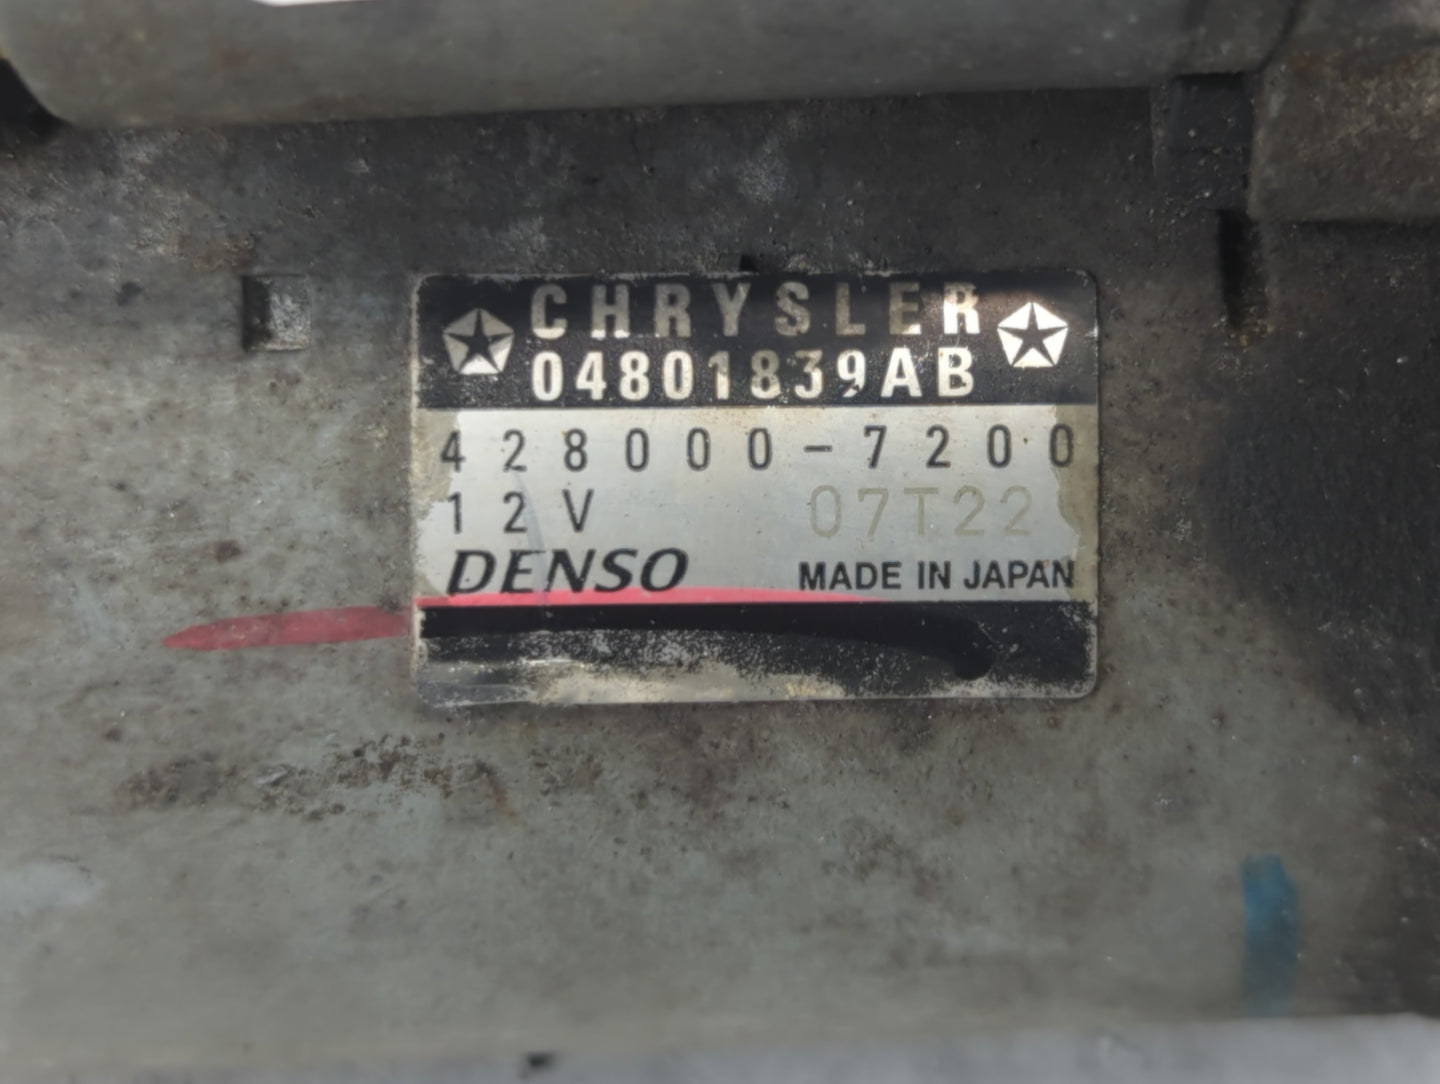 CHRYSLER
04801839AB
428000-7200
12V 07T22
DENSO MADE IN JAPAN